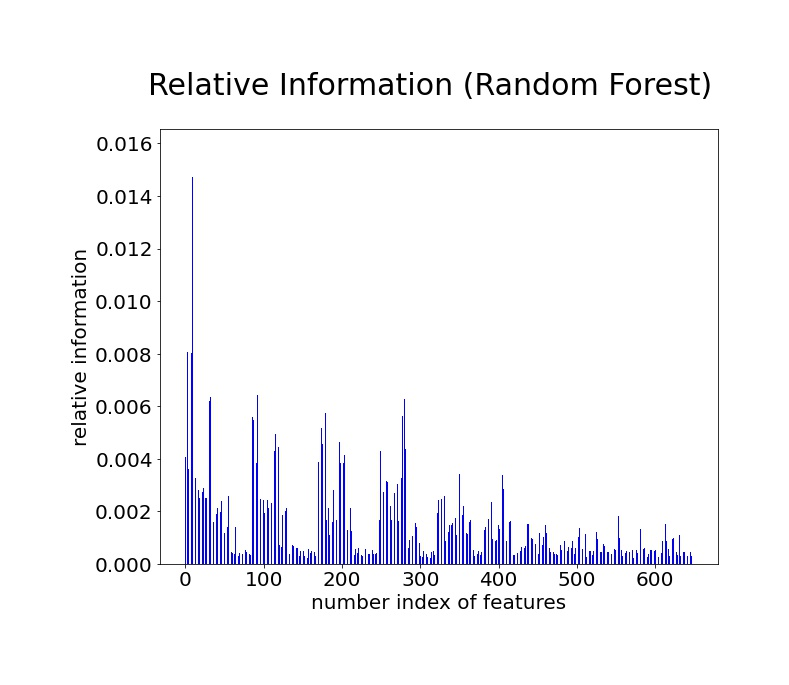 Relative Information (Random Forest)
0.016
0.014
0.012
0.010
0.008
0.006
0.004
0.002
0.000
relative information
0 100 200 300 400 500 600
number index of features